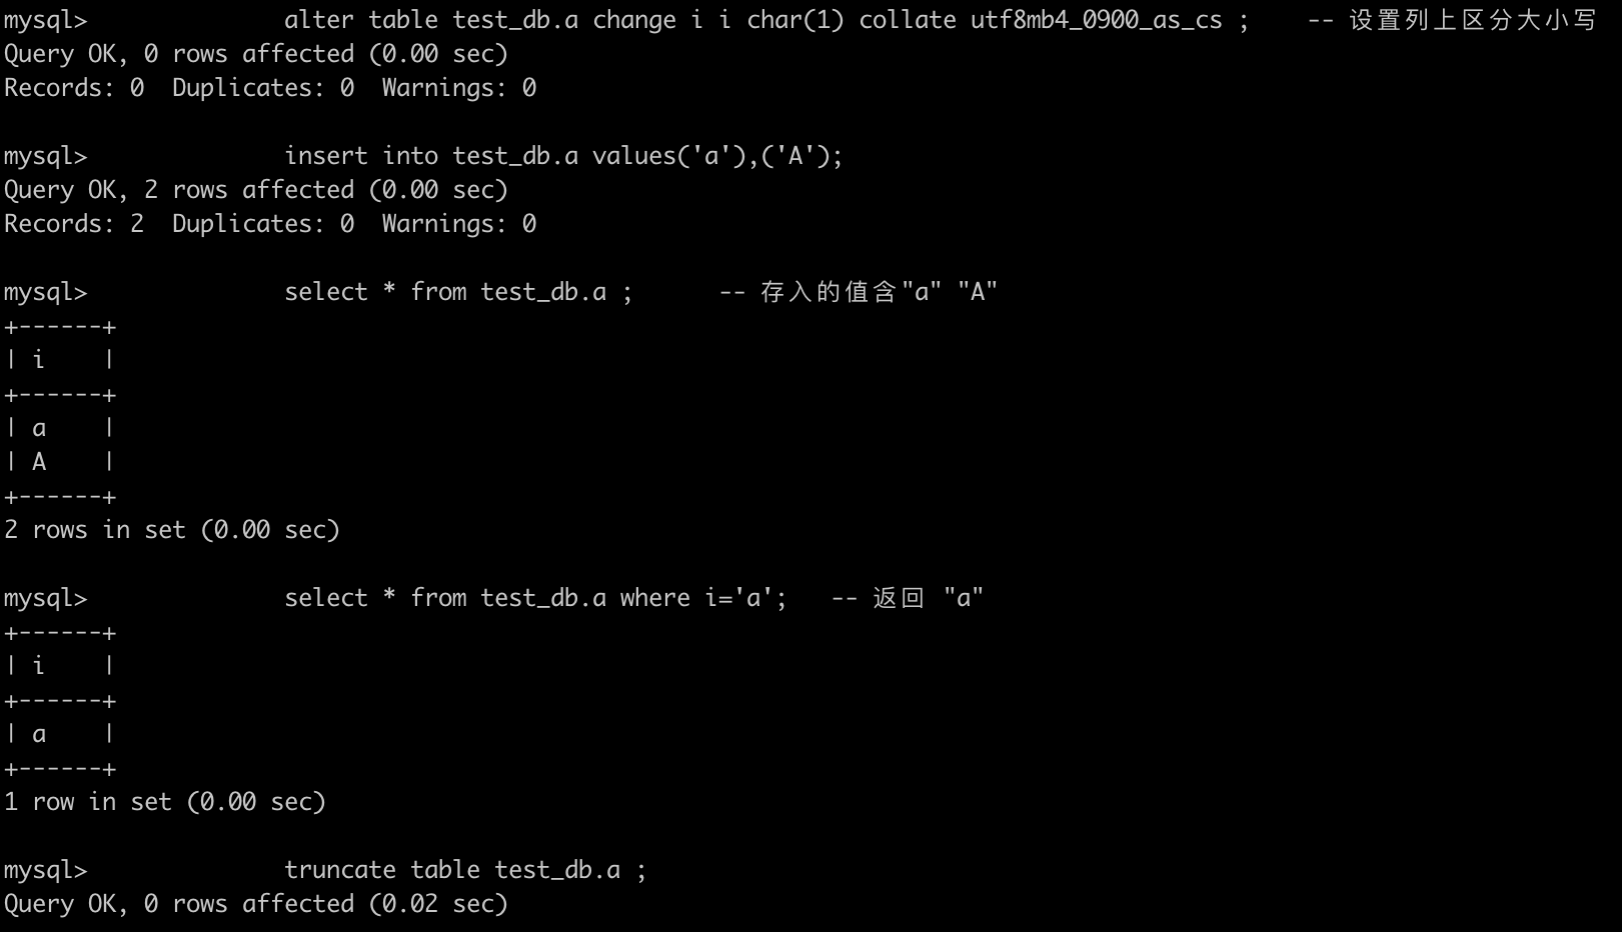 mysql>              alter table test_db.a change i i char(1) collate utf8mb4_0900_as_cs ;    -- 设置列上区分大小写
Query OK, 0 rows affected (0.00 sec)
Records: 0  Duplicates: 0  Warnings: 0
mysql>              insert into test_db.a values('a'),('A');
Query OK, 2 rows affected (0.00 sec)
Records: 2  Duplicates: 0  Warnings: 0
mysql>              select * from test_db.a ;      -- 存入的值含"a" "A"
+------+
| i    |
+------+
| a    |
| A    |
+------+
2 rows in set (0.00 sec)
mysql>              select * from test_db.a where i='a';   -- 返回 "a"
+------+
| i    |
+------+
| a    |
+------+
1 row in set (0.00 sec)
mysql>              truncate table test_db.a ;
Query OK, 0 rows affected (0.02 sec)